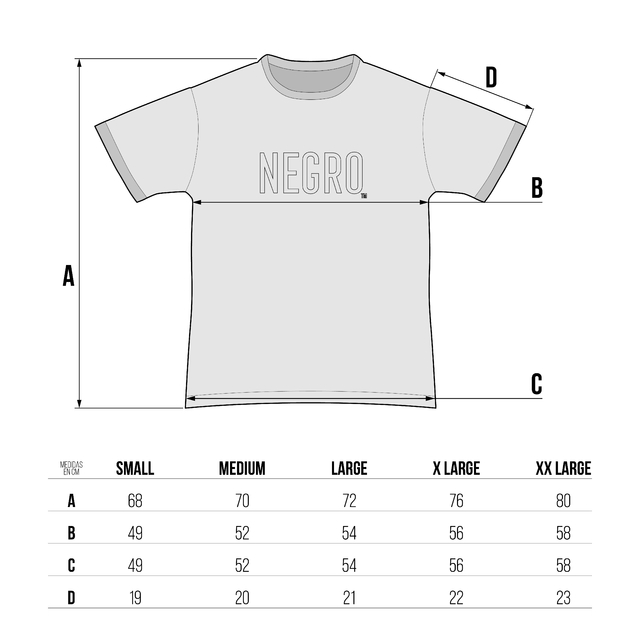 D
NEGRO
B
A
C
MEDIDAS
EN CM
SMALL MEDIUM LARGE X LARGE XX LARGE
A 68 70 72 76 80
B 49 52 54 56 58
C 49 52 54 56 58
D 19 20 21 22 23